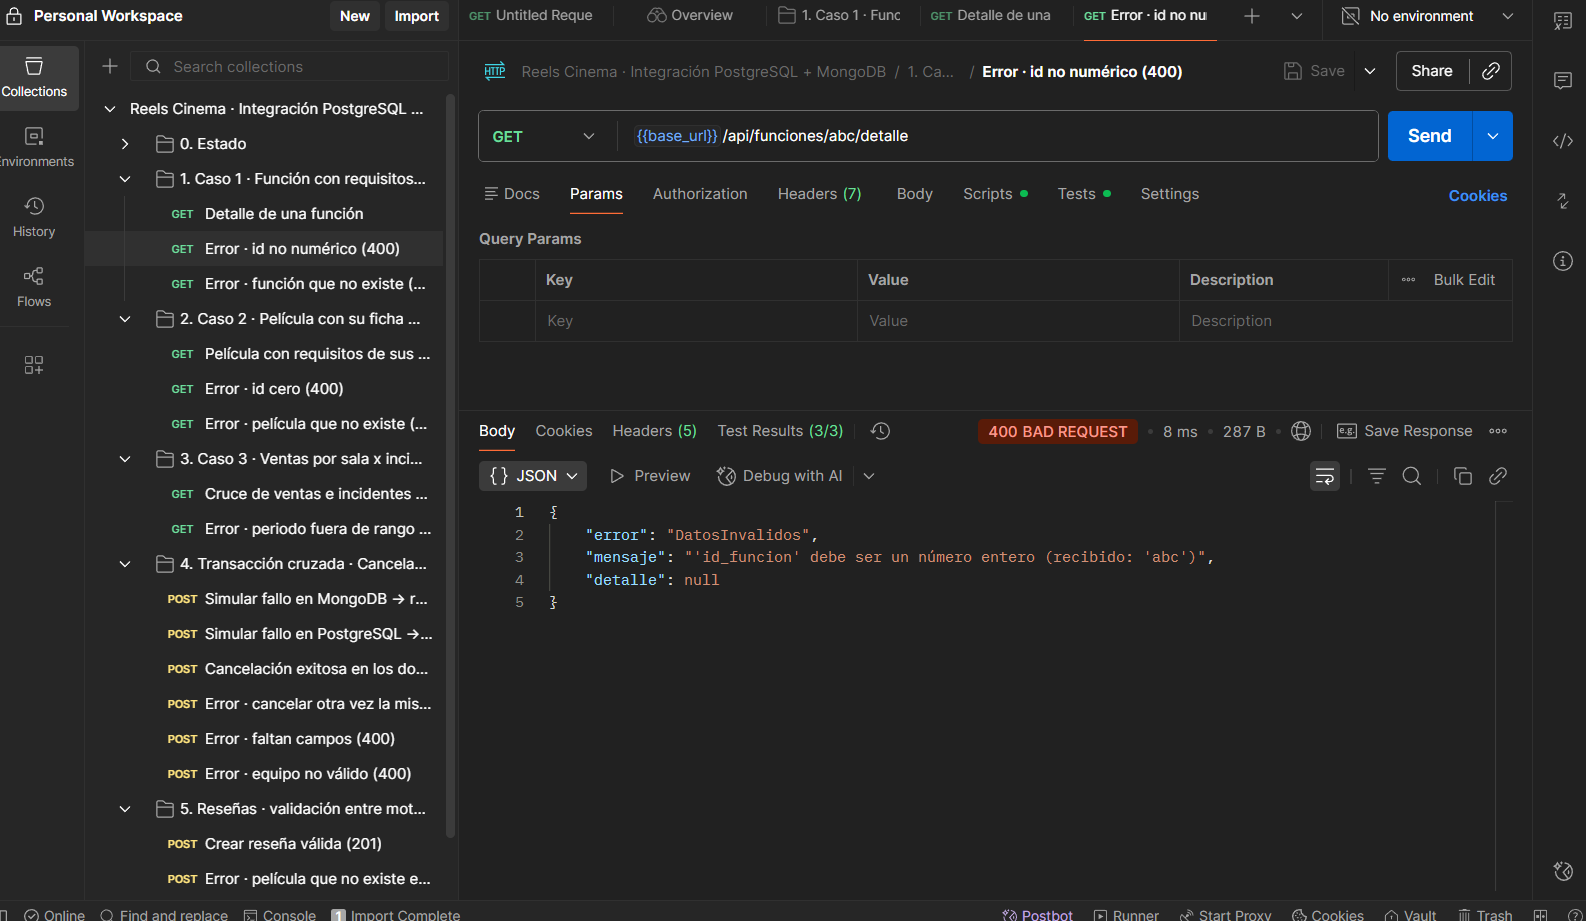 Personal Workspace
New
Import
GET Untitled Reque
Overview
1. Caso 1 · Func
GET Detalle de una
GET Error · id no nu
No environment
Collections
Environments
History
Flows
Search collections
Reels Cinema · Integración PostgreSQL ...
0. Estado
1. Caso 1 · Función con requisitos...
GET Detalle de una función
GET Error · id no numérico (400)
GET Error · función que no existe (...
2. Caso 2 · Película con su ficha ...
GET Película con requisitos de sus ...
GET Error · id cero (400)
GET Error · película que no existe (...
3. Caso 3 · Ventas por sala x inci...
GET Cruce de ventas e incidentes ...
GET Error · periodo fuera de rango ...
4. Transacción cruzada · Cancela...
POST Simular fallo en MongoDB → r...
POST Simular fallo en PostgreSQL →...
POST Cancelación exitosa en los do...
POST Error · cancelar otra vez la mis...
POST Error · faltan campos (400)
POST Error · equipo no válido (400)
5. Reseñas · validación entre mot...
POST Crear reseña válida (201)
POST Error · película que no existe e...
HTTP Reels Cinema · Integración PostgreSQL + MongoDB / 1. Ca... / Error · id no numérico (400)
Save
Share
GET {{base_url}} /api/funciones/abc/detalle
Send
Docs Params Authorization Headers (7) Body Scripts Tests Settings Cookies
Query Params
Key Value Description Bulk Edit
Key Value Description
Body Cookies Headers (5) Test Results (3/3) 400 BAD REQUEST 8 ms 287 B e.g. Save Response
{} JSON Preview Debug with AI
1 {
2 "error": "DatosInvalidos",
3 "mensaje": "'id_funcion' debe ser un número entero (recibido: 'abc')",
4 "detalle": null
5 }
Online Find and replace Console 1 Import Complete Postbot Runner Start Proxy Cookies Vault Trash